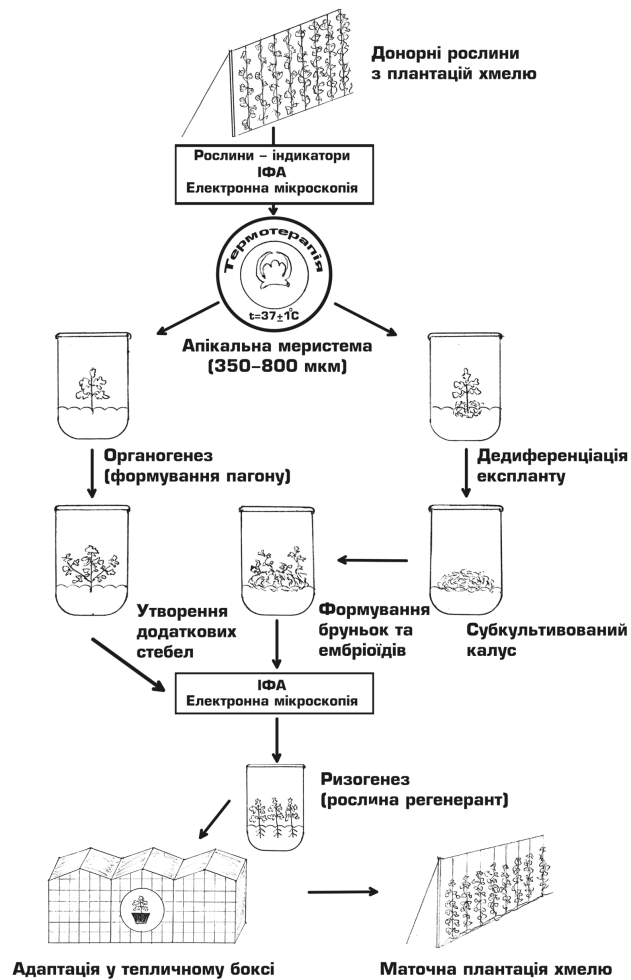 Донорні рослини
з плантацій хмелю
Рослини – індикатори
ІФА
Електронна мікроскопія
Термотерапія
t=37±1°C
Апікальна меристема
(350–800 мкм)
Органогенез
(формування пагону)
Дедиференціація
експланту
Утворення
додаткових
стебел
Формування
бруньок та
ембріоїдів
Субкультивований
калус
ІФА
Електронна мікроскопія
Ризогенез
(рослина регенерант)
Адаптація у тепличному боксі
Маточна плантація хмелю